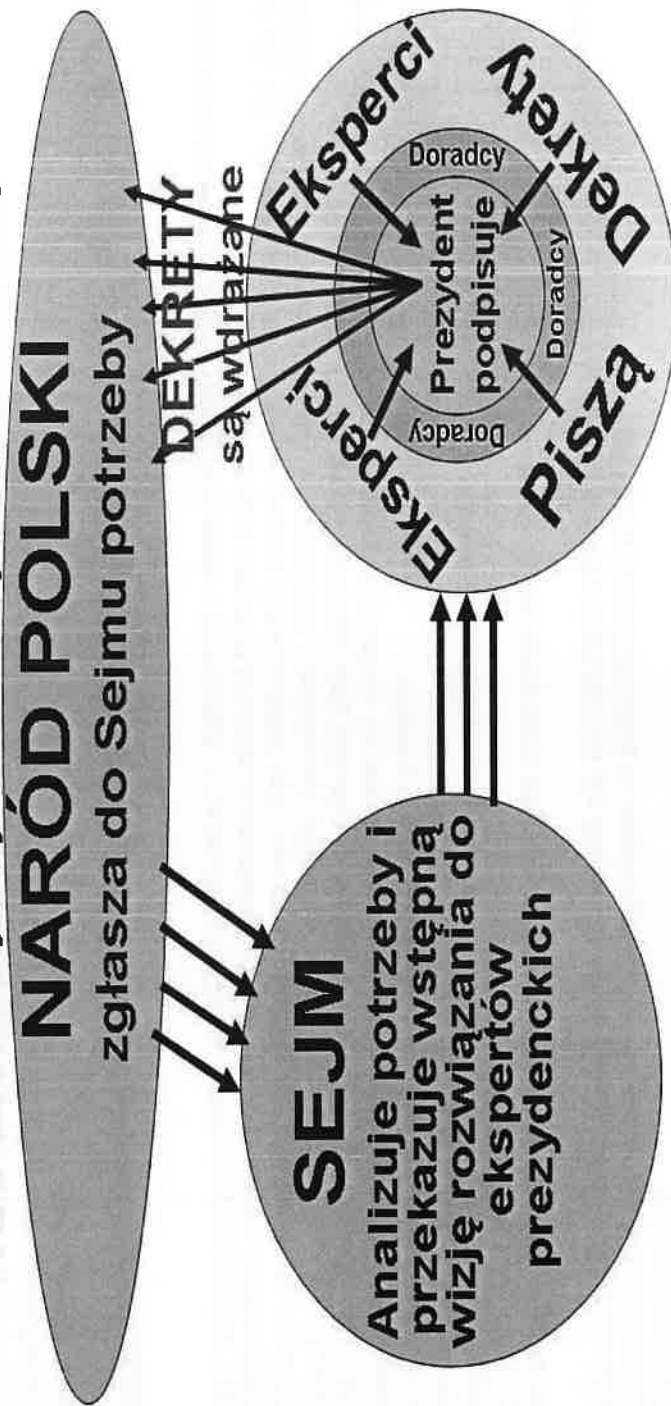 NARÓD POLSKI
zgłasza do Sejmu potrzeby
SEJM
Analizuje potrzeby i
przekazuje wstępną
wizję rozwiązania do
ekspertów
prezydenckich
DEKRETY
są wdrażane
Eksperci
Eksperci
Piszą
Dekrety
Doradcy
Doradcy
Doradcy
Prezydent
podpisuje